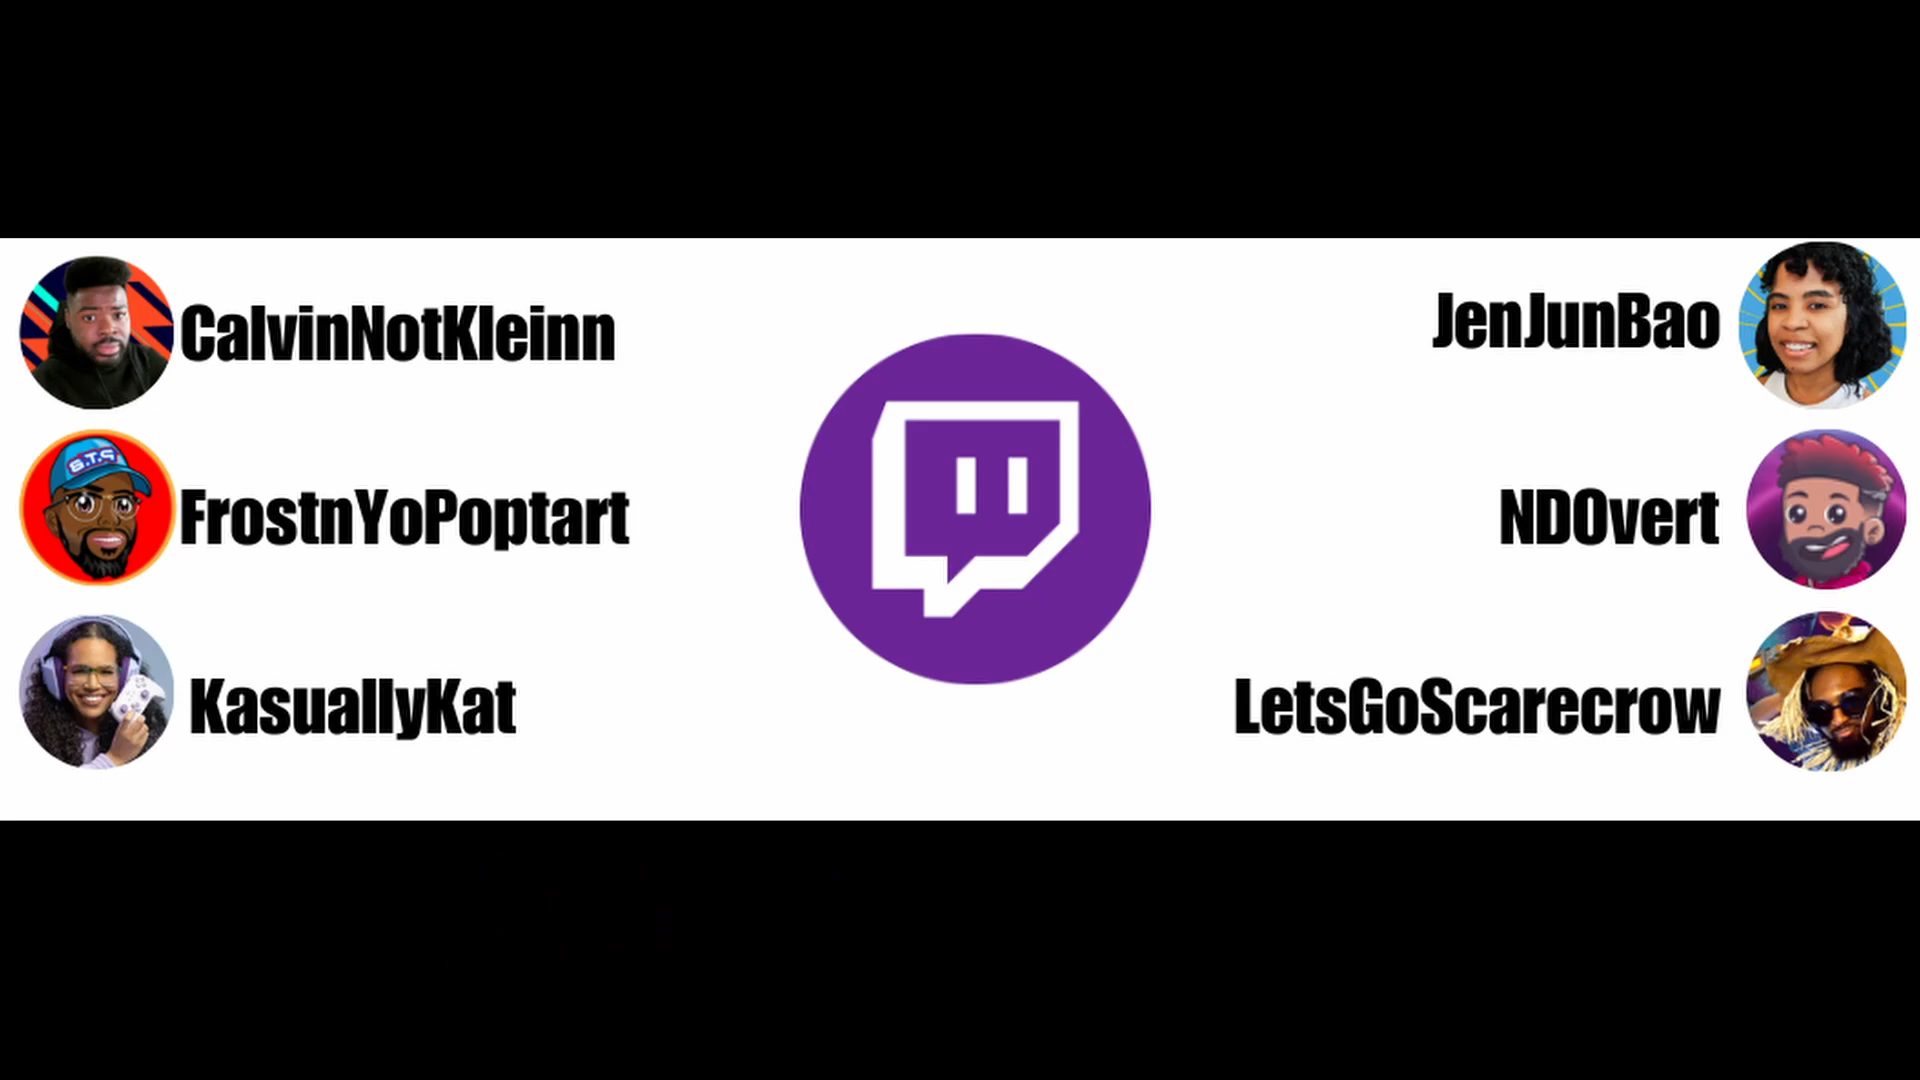 CalvinNotKleinn
FrostnYoPoptart
S.T.C
KasuallyKat
JenJunBao
NDOvert
LetsGoScarecrow